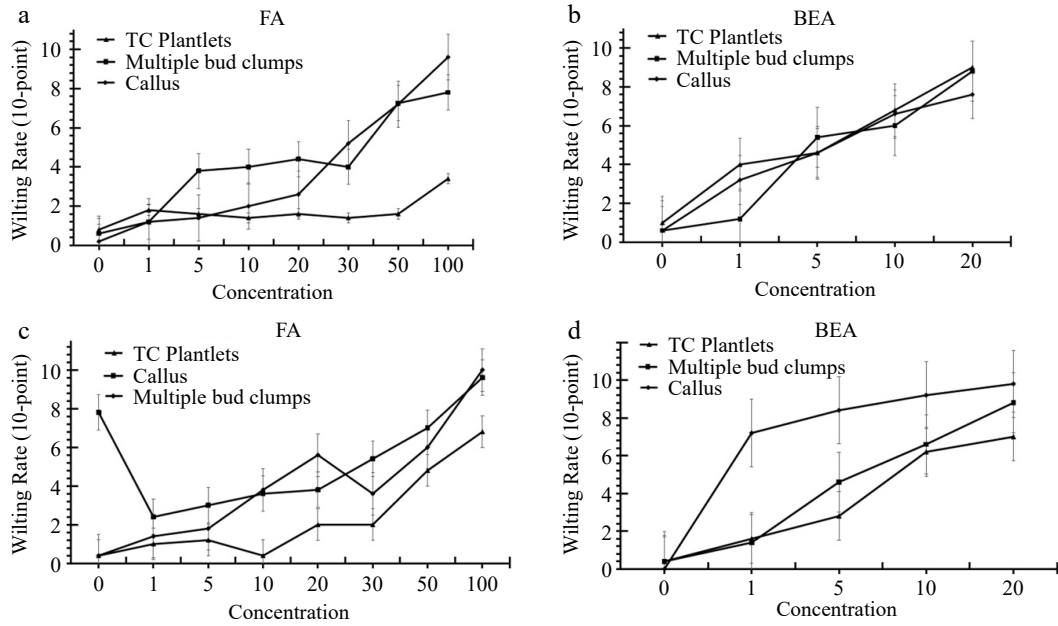 a
FA
TC Plantlets
Multiple bud clumps
Callus
Wilting Rate (10-point)
10
8
6
4
2
0
0 1 5 10 20 30 50 100
Concentration
b
BEA
TC Plantlets
Multiple bud clumps
Callus
Wilting Rate (10-point)
10
8
6
4
2
0
0 1 5 10 20
Concentration
c
FA
TC Plantlets
Callus
Multiple bud clumps
Wilting Rate (10-point)
10
8
6
4
2
0
0 1 5 10 20 30 50 100
Concentration
d
BEA
TC Plantlets
Multiple bud clumps
Callus
Wilting Rate (10-point)
10
8
6
4
2
0
0 1 5 10 20
Concentration